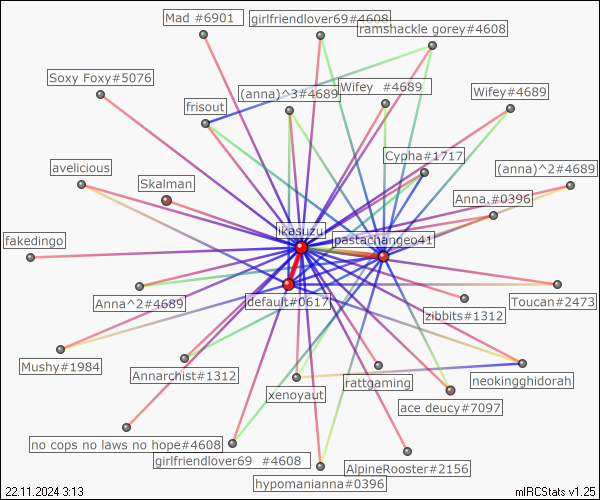 Mad #6901
girlfriendlover69#4608
ramshackle gorey#4608
Soxy Foxy#5076
frisout
(anna)^3#4689
Wifey  #4689
Wifey#4689
avelicious
Skalman
Cypha#1717
(anna)^2#4689
Anna.#0396
ikasuzu
pastachangeo41
fakedingo
Anna^2#4689
default#0617
zibbits#1312
Toucan#2473
Mushy#1984
Annarchist#1312
rattgaming
neokingghidorah
xenoyaut
ace deucy#7097
no cops no laws no hope#4608
girlfriendlover69  #4608
AlpineRooster#2156
hypomanianna#0396
22.11.2024 3:13
mIRCStats v1.25